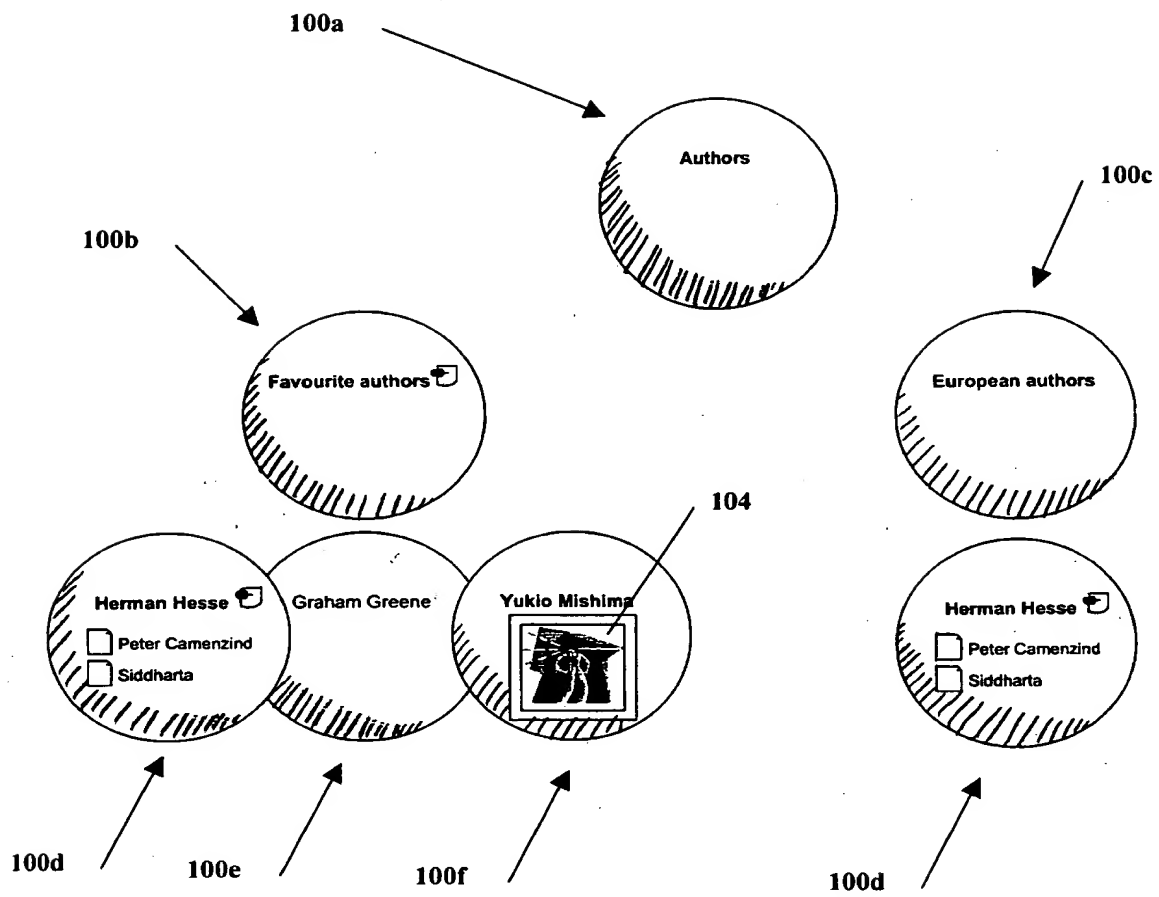 100a
Authors
100c
100b
Favourite authors
European authors
104
Herman Hesse
Peter Camenzind
Siddharta
Graham Greene
Yukio Mishima
Herman Hesse
Peter Camenzind
Siddharta
100d
100e
100f
100d